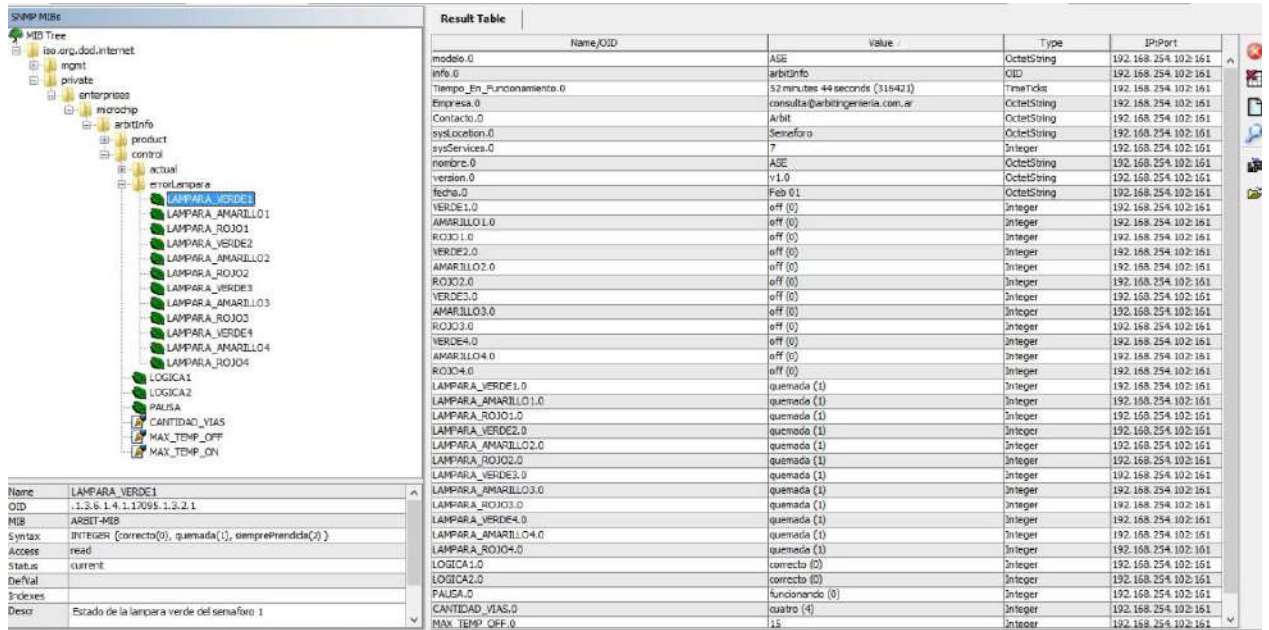 SNMP MIBs
MIB Tree
iso.org.dod.internet
mgmt
private
enterprises
microchip
arbitInfo
product
control
actual
errorLampara
LAMPARA_VERDE1
LAMPARA_AMARILLO1
LAMPARA_ROJO1
LAMPARA_VERDE2
LAMPARA_AMARILLO2
LAMPARA_ROJO2
LAMPARA_VERDE3
LAMPARA_AMARILLO3
LAMPARA_ROJO3
LAMPARA_VERDE4
LAMPARA_AMARILLO4
LAMPARA_ROJO4
LOGICA1
LOGICA2
PAUSA
CANTIDAD_VIAS
MAX_TEMP_OFF
MAX_TEMP_ON
Name LAMPARA_VERDE1
OID .1.3.6.1.4.1.17095.1.3.2.1
MIB ARBIT-MIB
Syntax INTEGER {correcto(0), quemada(1), siemprePrendida(2) }
Access read
Status current
DefVal
Indexes
Descr Estado de la lampara verde del semaforo 1
Result Table
Name/OID Value Type IP:Port
modelo.0 ASE OctetString 192.168.254.102:161
info.0 arbitInfo OID 192.168.254.102:161
Tiempo_En_Funcionamiento.0 52 minutes 44 seconds (316421) TimeTicks 192.168.254.102:161
Empresa.0 consulta@arbitingenieria.com.ar OctetString 192.168.254.102:161
Contacto.0 Arbit OctetString 192.168.254.102:161
sysLocation.0 Semaforo OctetString 192.168.254.102:161
sysServices.0 7 Integer 192.168.254.102:161
nombre.0 ASE OctetString 192.168.254.102:161
version.0 v1.0 OctetString 192.168.254.102:161
fecha.0 Feb 01 OctetString 192.168.254.102:161
VERDE1.0 off (0) Integer 192.168.254.102:161
AMARILLO1.0 off (0) Integer 192.168.254.102:161
ROJO1.0 off (0) Integer 192.168.254.102:161
VERDE2.0 off (0) Integer 192.168.254.102:161
AMARILLO2.0 off (0) Integer 192.168.254.102:161
ROJO2.0 off (0) Integer 192.168.254.102:161
VERDE3.0 off (0) Integer 192.168.254.102:161
AMARILLO3.0 off (0) Integer 192.168.254.102:161
ROJO3.0 off (0) Integer 192.168.254.102:161
VERDE4.0 off (0) Integer 192.168.254.102:161
AMARILLO4.0 off (0) Integer 192.168.254.102:161
ROJO4.0 off (0) Integer 192.168.254.102:161
LAMPARA_VERDE1.0 quemada (1) Integer 192.168.254.102:161
LAMPARA_AMARILLO1.0 quemada (1) Integer 192.168.254.102:161
LAMPARA_ROJO1.0 quemada (1) Integer 192.168.254.102:161
LAMPARA_VERDE2.0 quemada (1) Integer 192.168.254.102:161
LAMPARA_AMARILLO2.0 quemada (1) Integer 192.168.254.102:161
LAMPARA_ROJO2.0 quemada (1) Integer 192.168.254.102:161
LAMPARA_VERDE3.0 quemada (1) Integer 192.168.254.102:161
LAMPARA_AMARILLO3.0 quemada (1) Integer 192.168.254.102:161
LAMPARA_ROJO3.0 quemada (1) Integer 192.168.254.102:161
LAMPARA_VERDE4.0 quemada (1) Integer 192.168.254.102:161
LAMPARA_AMARILLO4.0 quemada (1) Integer 192.168.254.102:161
LAMPARA_ROJO4.0 quemada (1) Integer 192.168.254.102:161
LOGICA1.0 correcto (0) Integer 192.168.254.102:161
LOGICA2.0 correcto (0) Integer 192.168.254.102:161
PAUSA.0 funcionando (0) Integer 192.168.254.102:161
CANTIDAD_VIAS.0 cuatro (4) Integer 192.168.254.102:161
MAX_TEMP_OFF.0 15 Integer 192.168.254.102:161